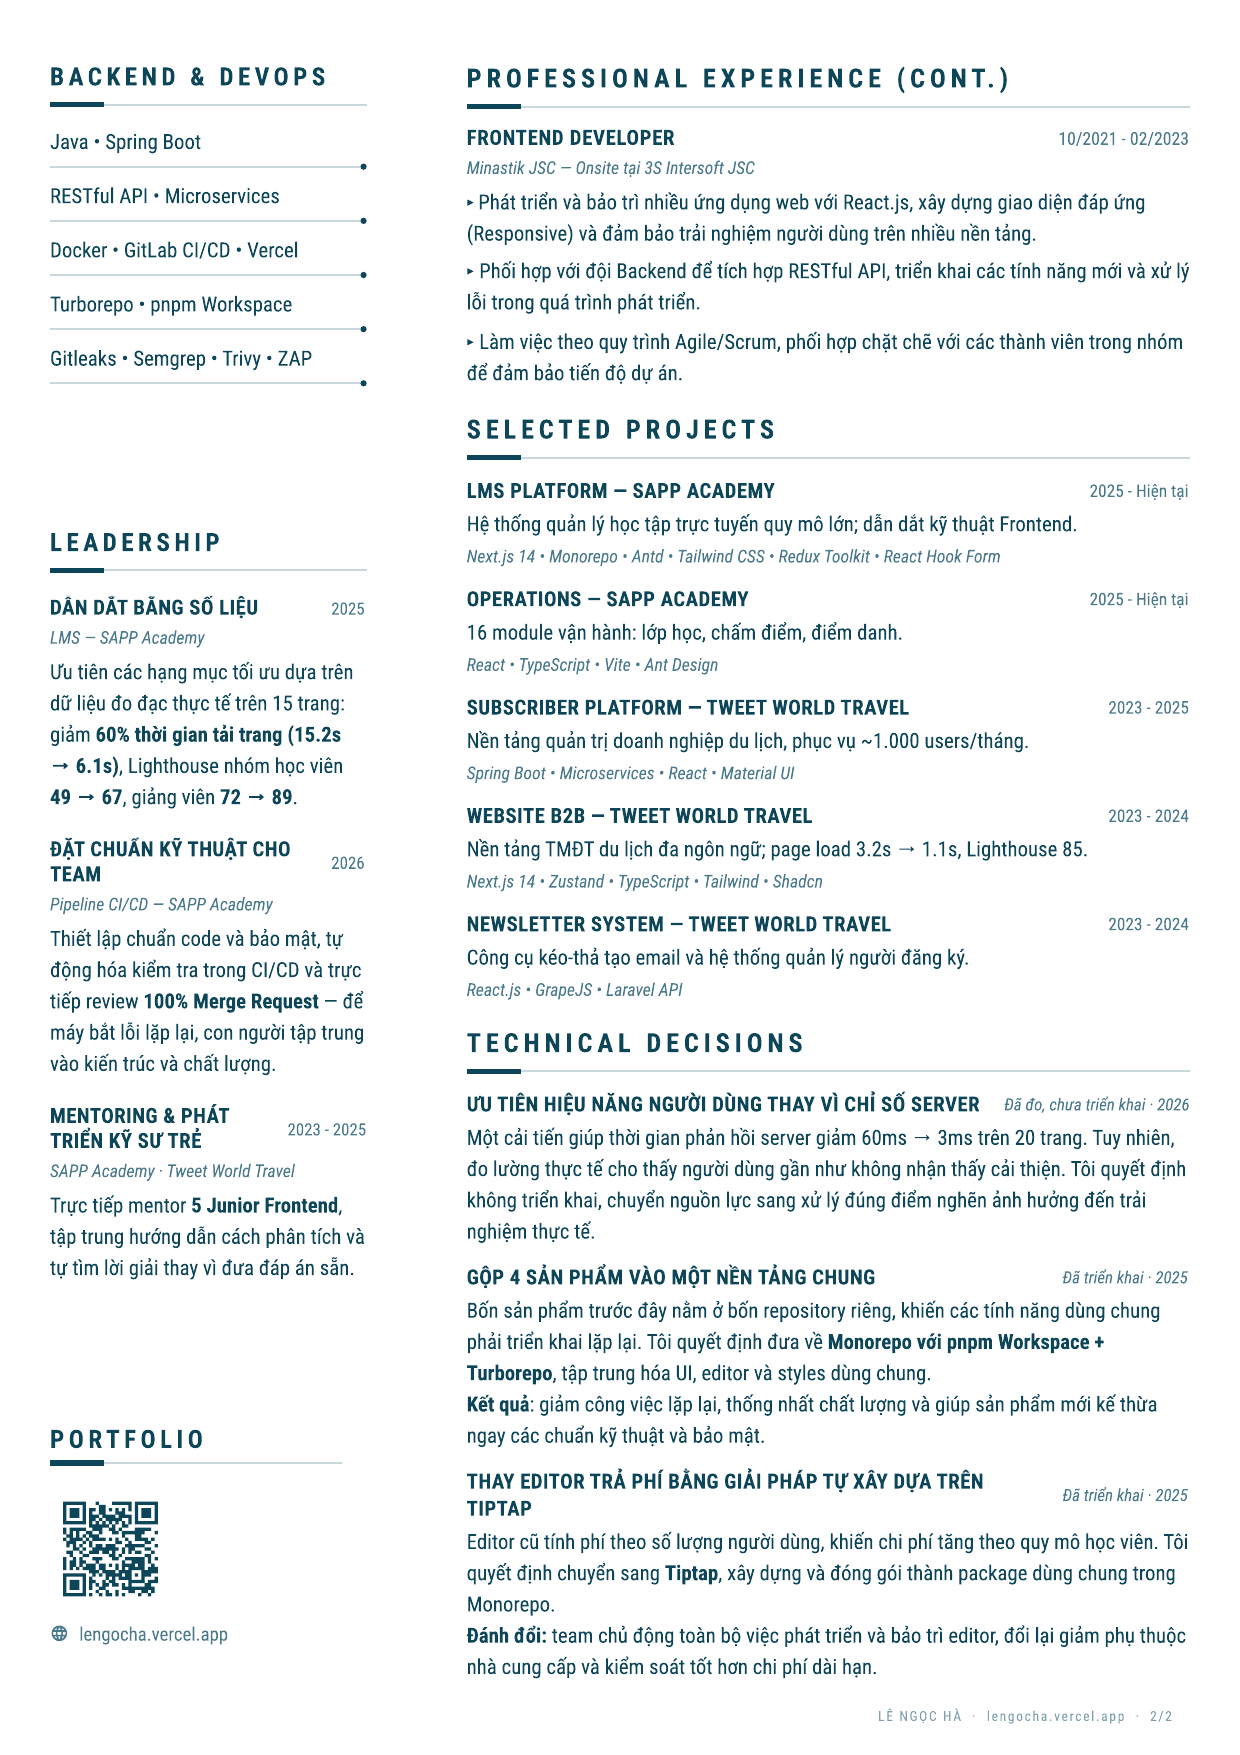 BACKEND & DEVOPS
Java • Spring Boot
RESTful API • Microservices
Docker • GitLab CI/CD • Vercel
Turborepo • pnpm Workspace
Gitleaks • Semgrep • Trivy • ZAP
LEADERSHIP
DẪN DẮT BẰNG SỐ LIỆU 2025
LMS — SAPP Academy
Ưu tiên các hạng mục tối ưu dựa trên
dữ liệu đo đạc thực tế trên 15 trang:
giảm 60% thời gian tải trang (15.2s
→ 6.1s), Lighthouse nhóm học viên
49 → 67, giảng viên 72 → 89.
ĐẶT CHUẨN KỸ THUẬT CHO
TEAM 2026
Pipeline CI/CD — SAPP Academy
Thiết lập chuẩn code và bảo mật, tự
động hóa kiểm tra trong CI/CD và trực
tiếp review 100% Merge Request — để
máy bắt lỗi lặp lại, con người tập trung
vào kiến trúc và chất lượng.
MENTORING & PHÁT
TRIỂN KỸ SƯ TRẺ 2023 - 2025
SAPP Academy · Tweet World Travel
Trực tiếp mentor 5 Junior Frontend,
tập trung hướng dẫn cách phân tích và
tự tìm lời giải thay vì đưa đáp án sẵn.
PORTFOLIO
lengocha.vercel.app
PROFESSIONAL EXPERIENCE (CONT.)
FRONTEND DEVELOPER 10/2021 - 02/2023
Minastik JSC — Onsite tại 3S Intersoft JSC
▸ Phát triển và bảo trì nhiều ứng dụng web với React.js, xây dựng giao diện đáp ứng
(Responsive) và đảm bảo trải nghiệm người dùng trên nhiều nền tảng.
▸ Phối hợp với đội Backend để tích hợp RESTful API, triển khai các tính năng mới và xử lý
lỗi trong quá trình phát triển.
▸ Làm việc theo quy trình Agile/Scrum, phối hợp chặt chẽ với các thành viên trong nhóm
để đảm bảo tiến độ dự án.
SELECTED PROJECTS
LMS PLATFORM — SAPP ACADEMY 2025 - Hiện tại
Hệ thống quản lý học tập trực tuyến quy mô lớn; dẫn dắt kỹ thuật Frontend.
Next.js 14 • Monorepo • Antd • Tailwind CSS • Redux Toolkit • React Hook Form
OPERATIONS — SAPP ACADEMY 2025 - Hiện tại
16 module vận hành: lớp học, chấm điểm, điểm danh.
React • TypeScript • Vite • Ant Design
SUBSCRIBER PLATFORM — TWEET WORLD TRAVEL 2023 - 2025
Nền tảng quản trị doanh nghiệp du lịch, phục vụ ~1.000 users/tháng.
Spring Boot • Microservices • React • Material UI
WEBSITE B2B — TWEET WORLD TRAVEL 2023 - 2024
Nền tảng TMĐT du lịch đa ngôn ngữ; page load 3.2s → 1.1s, Lighthouse 85.
Next.js 14 • Zustand • TypeScript • Tailwind • Shadcn
NEWSLETTER SYSTEM — TWEET WORLD TRAVEL 2023 - 2024
Công cụ kéo-thả tạo email và hệ thống quản lý người đăng ký.
React.js • GrapeJS • Laravel API
TECHNICAL DECISIONS
ƯU TIÊN HIỆU NĂNG NGƯỜI DÙNG THAY VÌ CHỈ SỐ SERVER Đã đo, chưa triển khai · 2026
Một cải tiến giúp thời gian phản hồi server giảm 60ms → 3ms trên 20 trang. Tuy nhiên,
đo lường thực tế cho thấy người dùng gần như không nhận thấy cải thiện. Tôi quyết định
không triển khai, chuyển nguồn lực sang xử lý đúng điểm nghẽn ảnh hưởng đến trải
nghiệm thực tế.
GỘP 4 SẢN PHẨM VÀO MỘT NỀN TẢNG CHUNG Đã triển khai · 2025
Bốn sản phẩm trước đây nằm ở bốn repository riêng, khiến các tính năng dùng chung
phải triển khai lặp lại. Tôi quyết định đưa về Monorepo với pnpm Workspace +
Turborepo, tập trung hóa UI, editor và styles dùng chung.
Kết quả: giảm công việc lặp lại, thống nhất chất lượng và giúp sản phẩm mới kế thừa
ngay các chuẩn kỹ thuật và bảo mật.
THAY EDITOR TRẢ PHÍ BẰNG GIẢI PHÁP TỰ XÂY DỰA TRÊN
TIPTAP Đã triển khai · 2025
Editor cũ tính phí theo số lượng người dùng, khiến chi phí tăng theo quy mô học viên. Tôi
quyết định chuyển sang Tiptap, xây dựng và đóng gói thành package dùng chung trong
Monorepo.
Đánh đổi: team chủ động toàn bộ việc phát triển và bảo trì editor, đổi lại giảm phụ thuộc
nhà cung cấp và kiểm soát tốt hơn chi phí dài hạn.
LÊ NGỌC HÀ · lengocha.vercel.app · 2/2